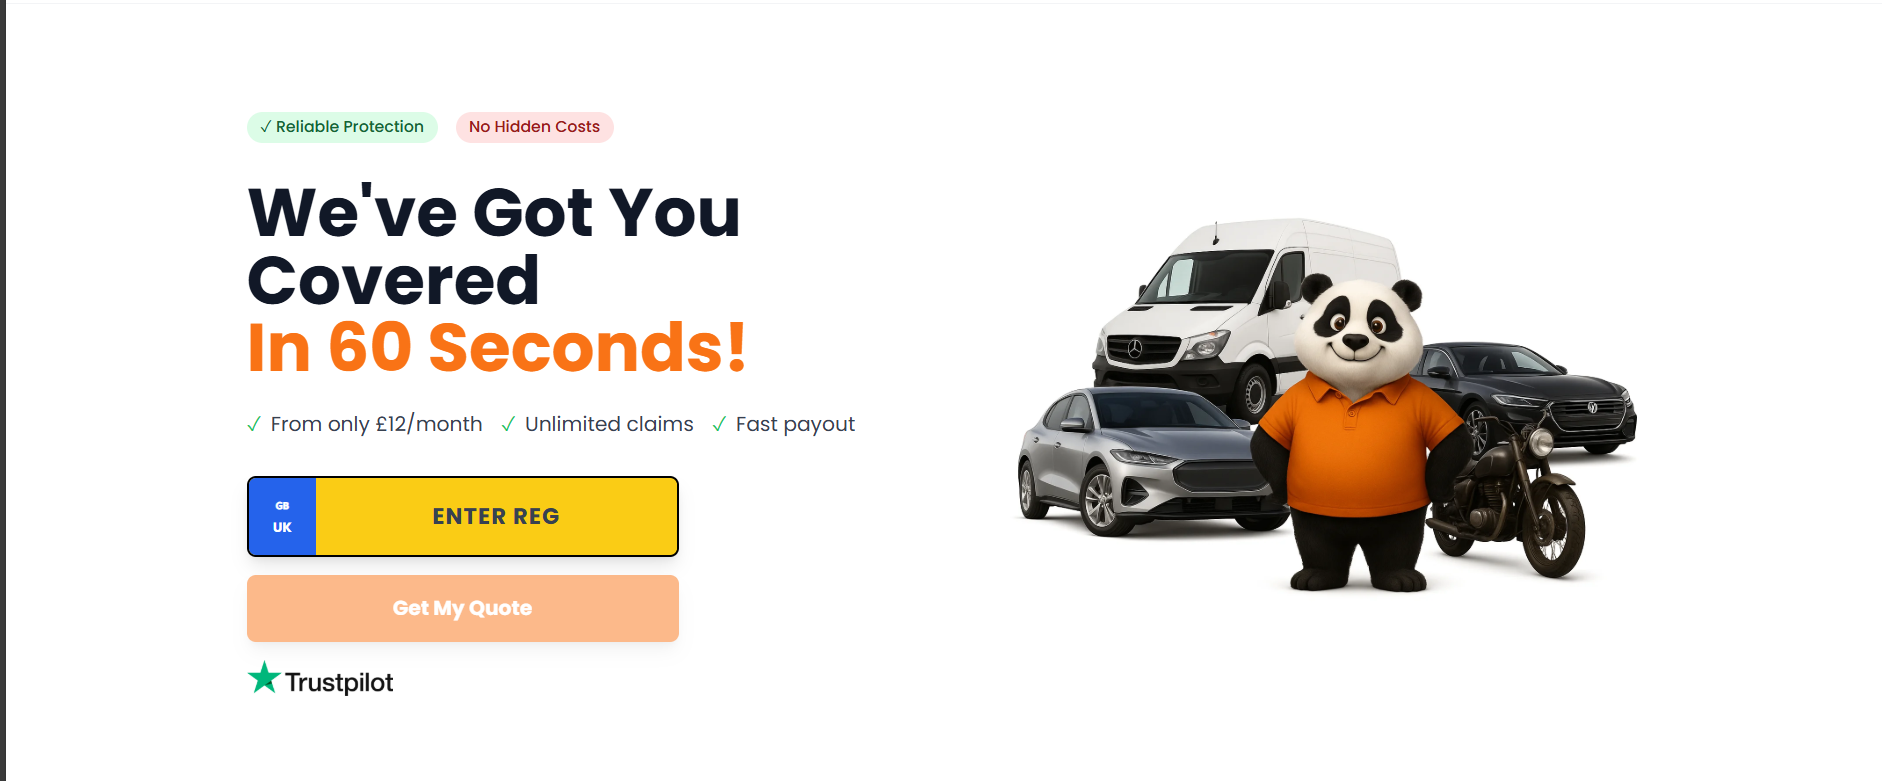 ✓ Reliable Protection No Hidden Costs
We've Got You
Covered
In 60 Seconds!
✓ From only £12/month ✓ Unlimited claims ✓ Fast payout
GB
UK
ENTER REG
Get My Quote
Trustpilot